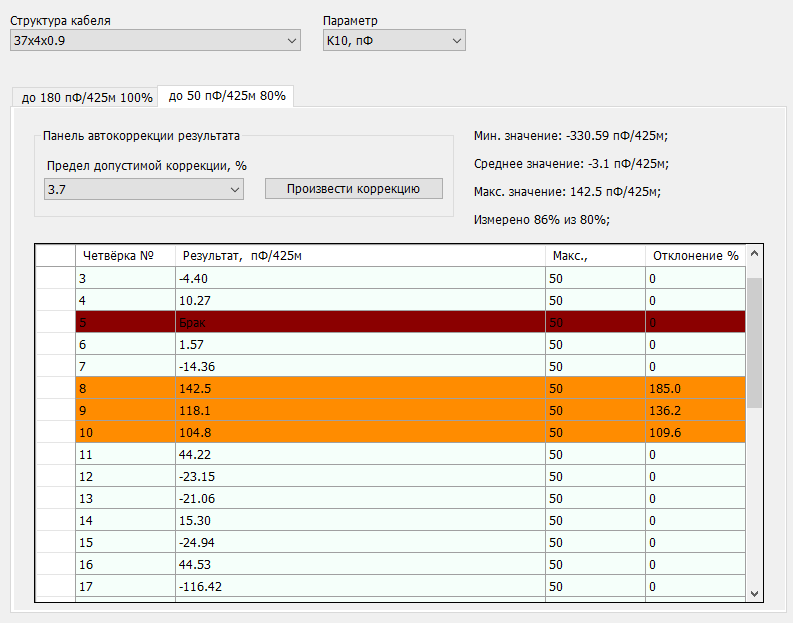 Структура кабеля Параметр
37x4x0.9 K10, пФ
до 180 пФ/425м 100% до 50 пФ/425м 80%
Панель автокоррекции результата
Предел допустимой коррекции, %
3.7 Произвести коррекцию
Мин. значение: -330.59 пФ/425м;
Среднее значение: -3.1 пФ/425м;
Макс. значение: 142.5 пФ/425м;
Измерено 86% из 80%;
Четвёрка № Результат, пФ/425м Макс., Отклонение %
3 -4.40 50 0
4 10.27 50 0
5 Брак 50 0
6 1.57 50 0
7 -14.36 50 0
8 142.5 50 185.0
9 118.1 50 136.2
10 104.8 50 109.6
11 44.22 50 0
12 -23.15 50 0
13 -21.06 50 0
14 15.30 50 0
15 -24.94 50 0
16 44.53 50 0
17 -116.42 50 0